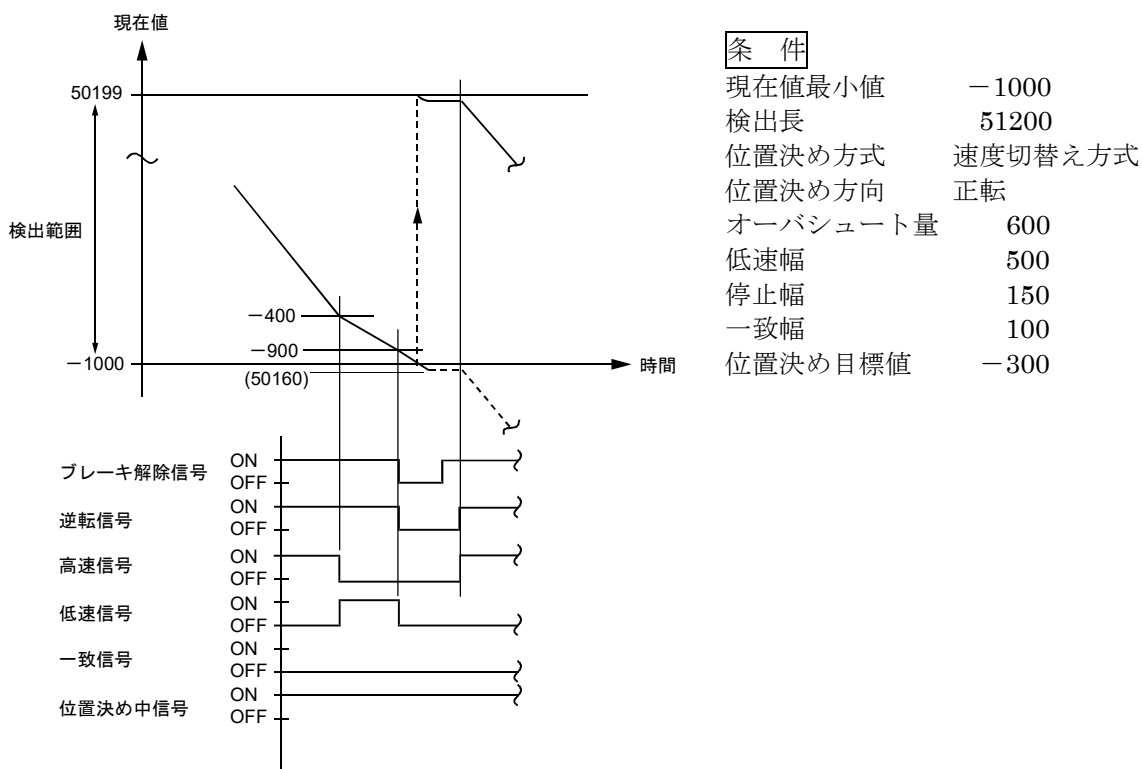 現在値
50199
検出範囲
-400
-900
-1000
(50160)
時間
ブレーキ解除信号
ON
OFF
逆転信号
ON
OFF
高速信号
ON
OFF
低速信号
ON
OFF
一致信号
ON
OFF
位置決め中信号
ON
OFF
条 件
現在値最小値 -1000
検出長 51200
位置決め方式 速度切替え方式
位置決め方向 正転
オーバシュート量 600
低速幅 500
停止幅 150
一致幅 100
位置決め目標値 -300